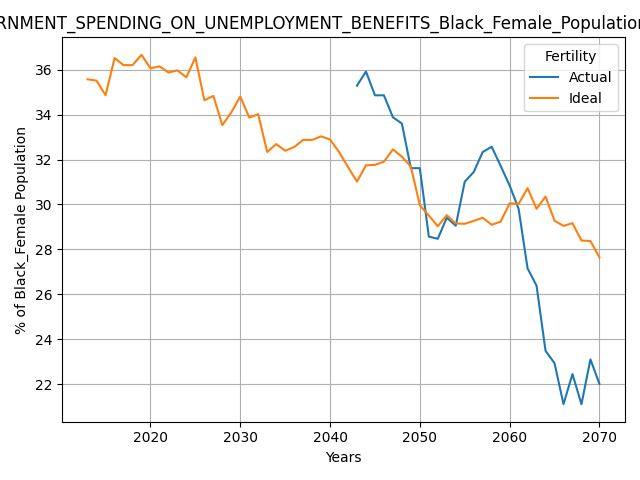 RNMENT_SPENDING_ON_UNEMPLOYMENT_BENEFITS_Black_Female_Population
Fertility
Actual
Ideal
% of Black_Female Population
36
34
32
30
28
26
24
22
2020 2030 2040 2050 2060 2070
Years